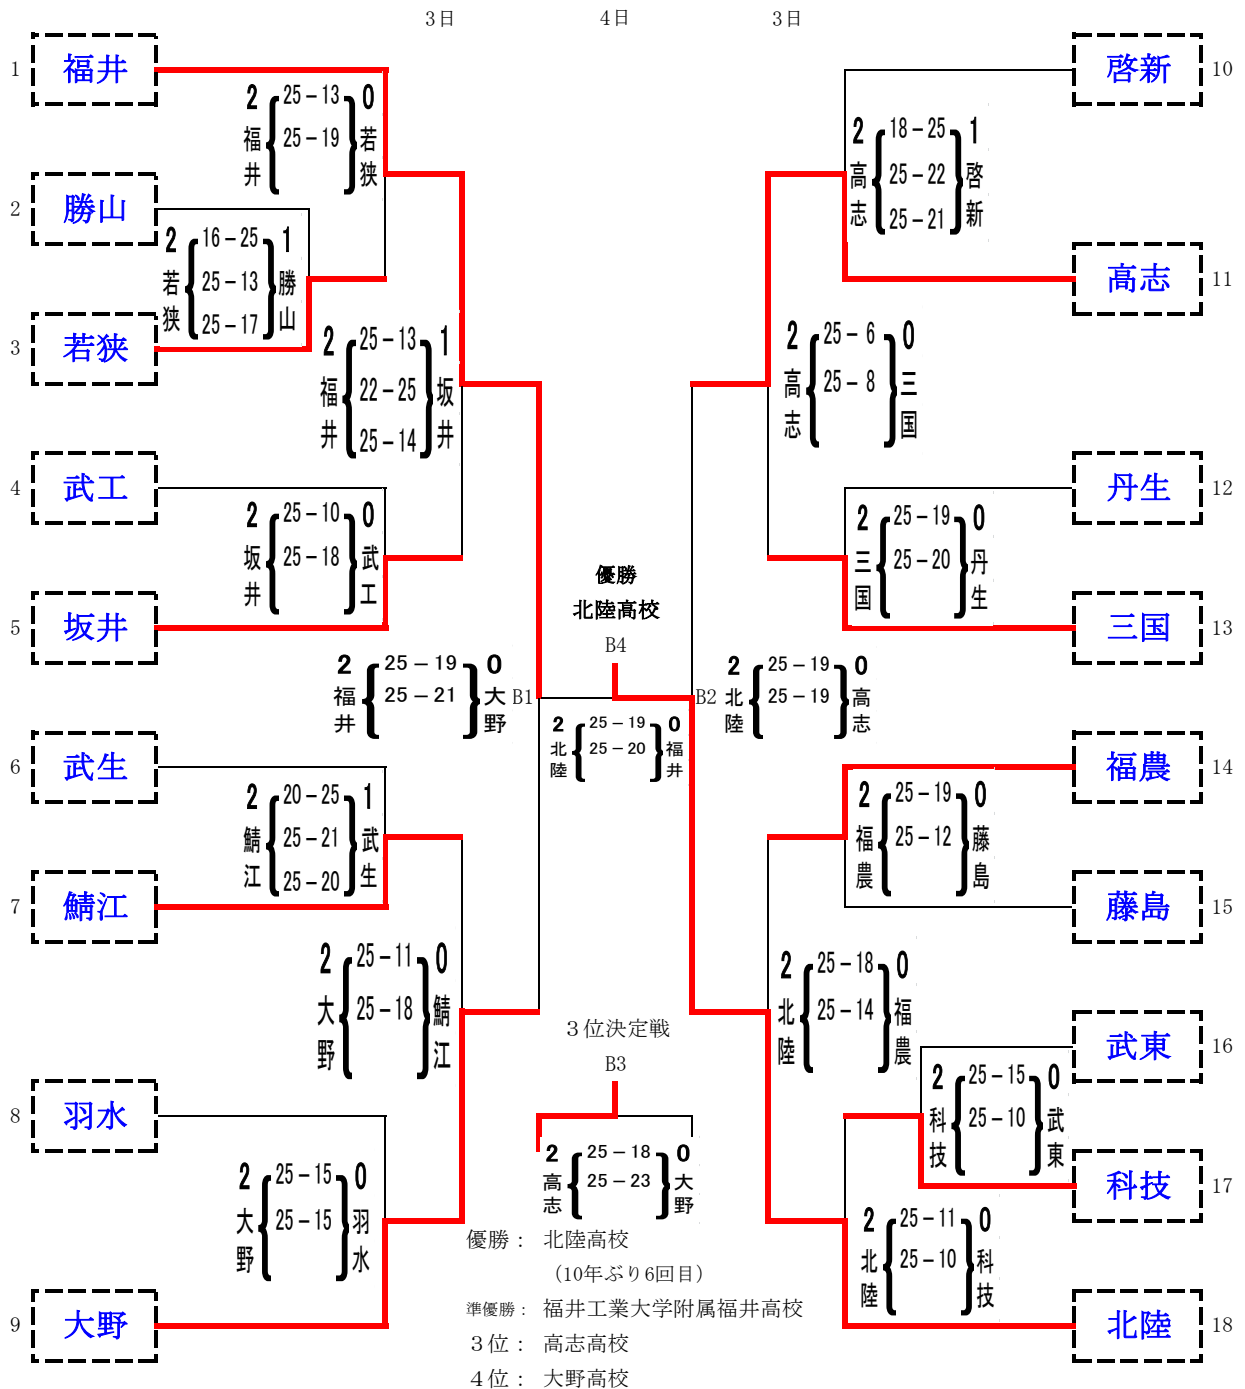 3日 4日 3日
1 福井
2 勝山
3 若狭
4 武工
5 坂井
6 武生
7 鯖江
8 羽水
9 大野
2 福井 25－13 25－19 0 若狭
2 若狭 16－25 25－13 25－17 1 勝山
2 福井 25－13 22－25 25－14 1 坂井
2 坂井 25－10 25－18 0 武工
2 福井 25－19 25－21 0 大野
B1
2 鯖江 20－25 25－21 25－20 1 武生
2 大野 25－11 25－18 0 鯖江
2 大野 25－15 25－15 0 羽水
優勝
北陸高校
B4
2 北陸 25－19 25－20 0 福井
3位決定戦
B3
2 高志 25－18 25－23 0 大野
啓新 10
高志 11
丹生 12
三国 13
福農 14
藤島 15
武東 16
科技 17
北陸 18
2 高志 18－25 25－22 25－21 1 啓新
2 高志 25－6 25－8 0 三国
2 三国 25－19 25－20 0 丹生
B2
2 北陸 25－19 25－19 0 高志
2 福農 25－19 25－12 0 藤島
2 北陸 25－18 25－14 0 福農
2 科技 25－15 25－10 0 武東
2 北陸 25－11 25－10 0 科技
優勝： 北陸高校
（10年ぶり6回目）
準優勝： 福井工業大学附属福井高校
3位： 高志高校
4位： 大野高校